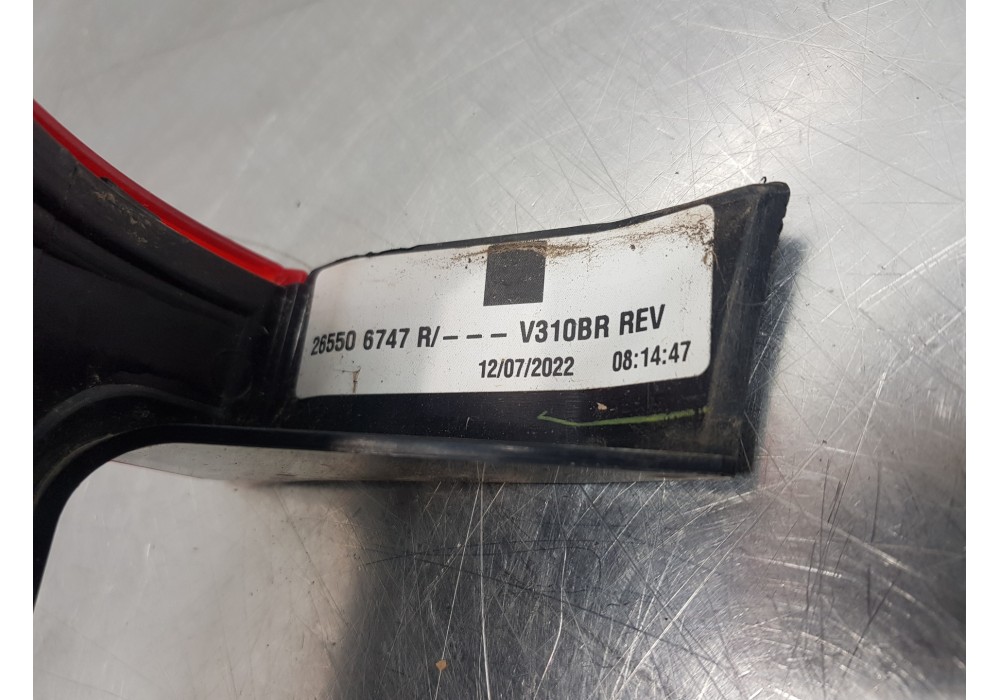 26550 6747 R/– – – V310BR REV
12/07/2022 08:14:47